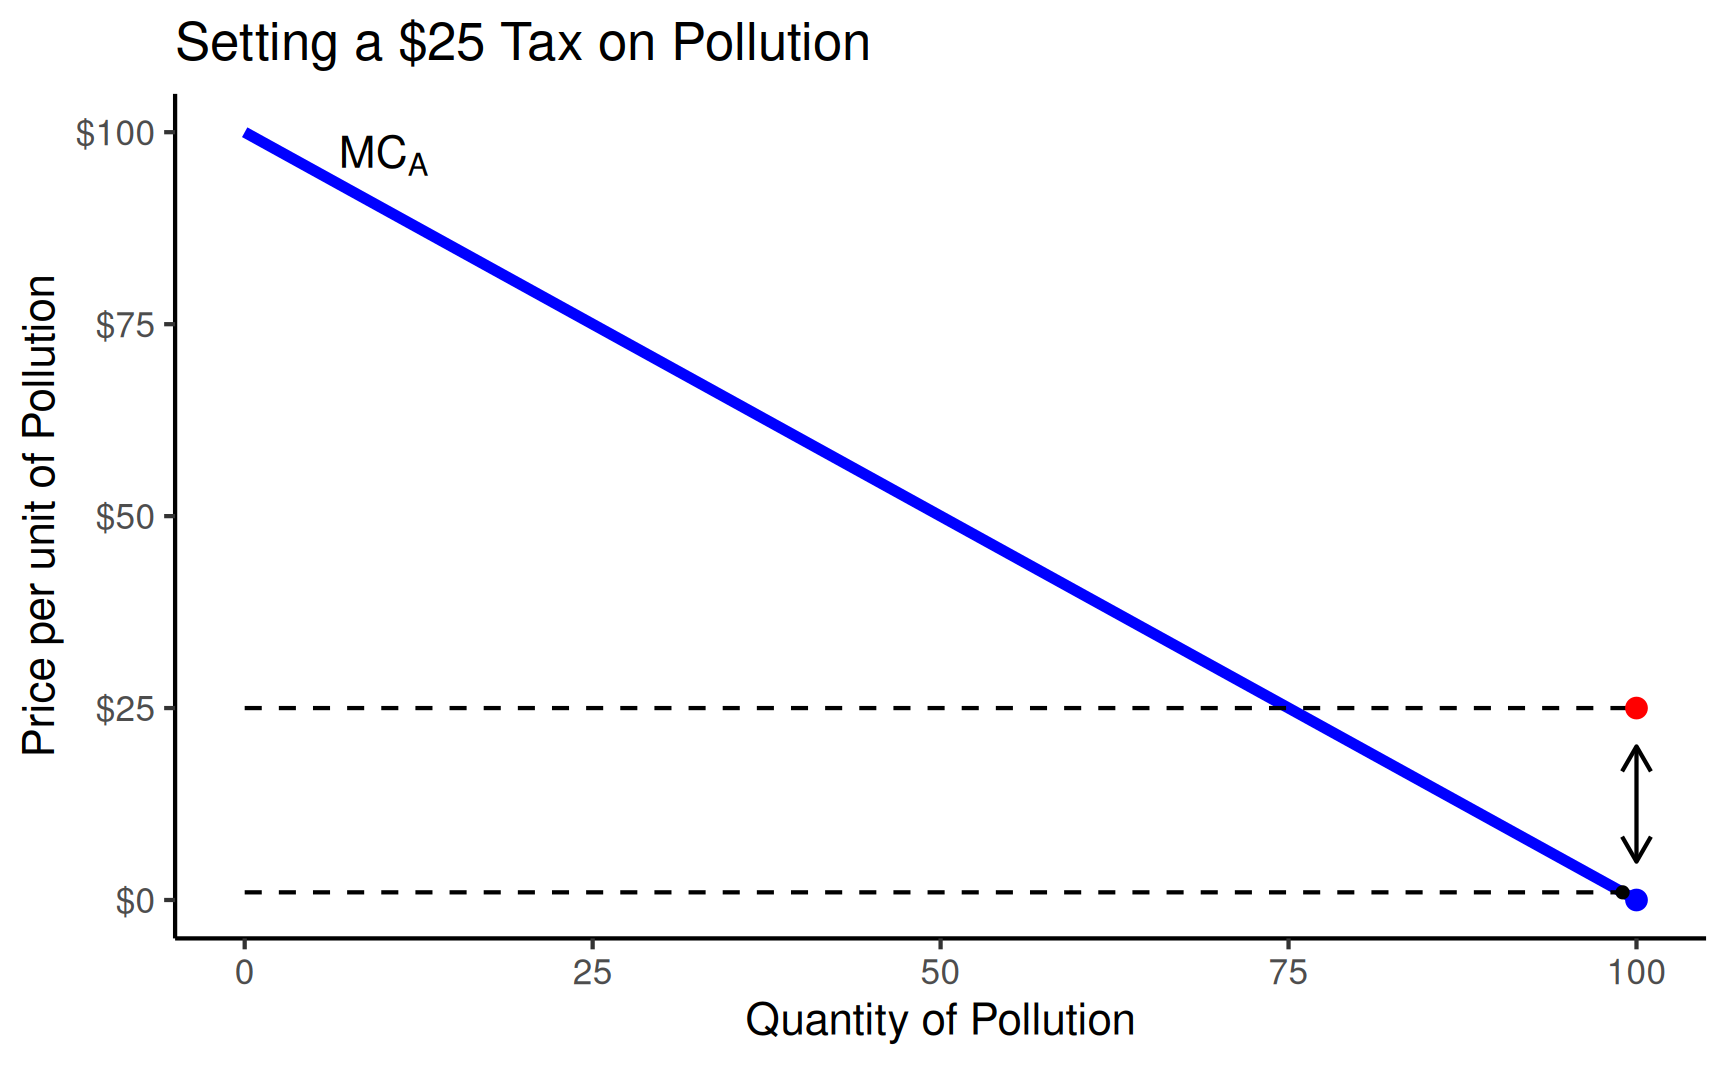 Setting a $25 Tax on Pollution
Price per unit of Pollution
$100
$75
$50
$25
$0
MCA
0 25 50 75 100
Quantity of Pollution